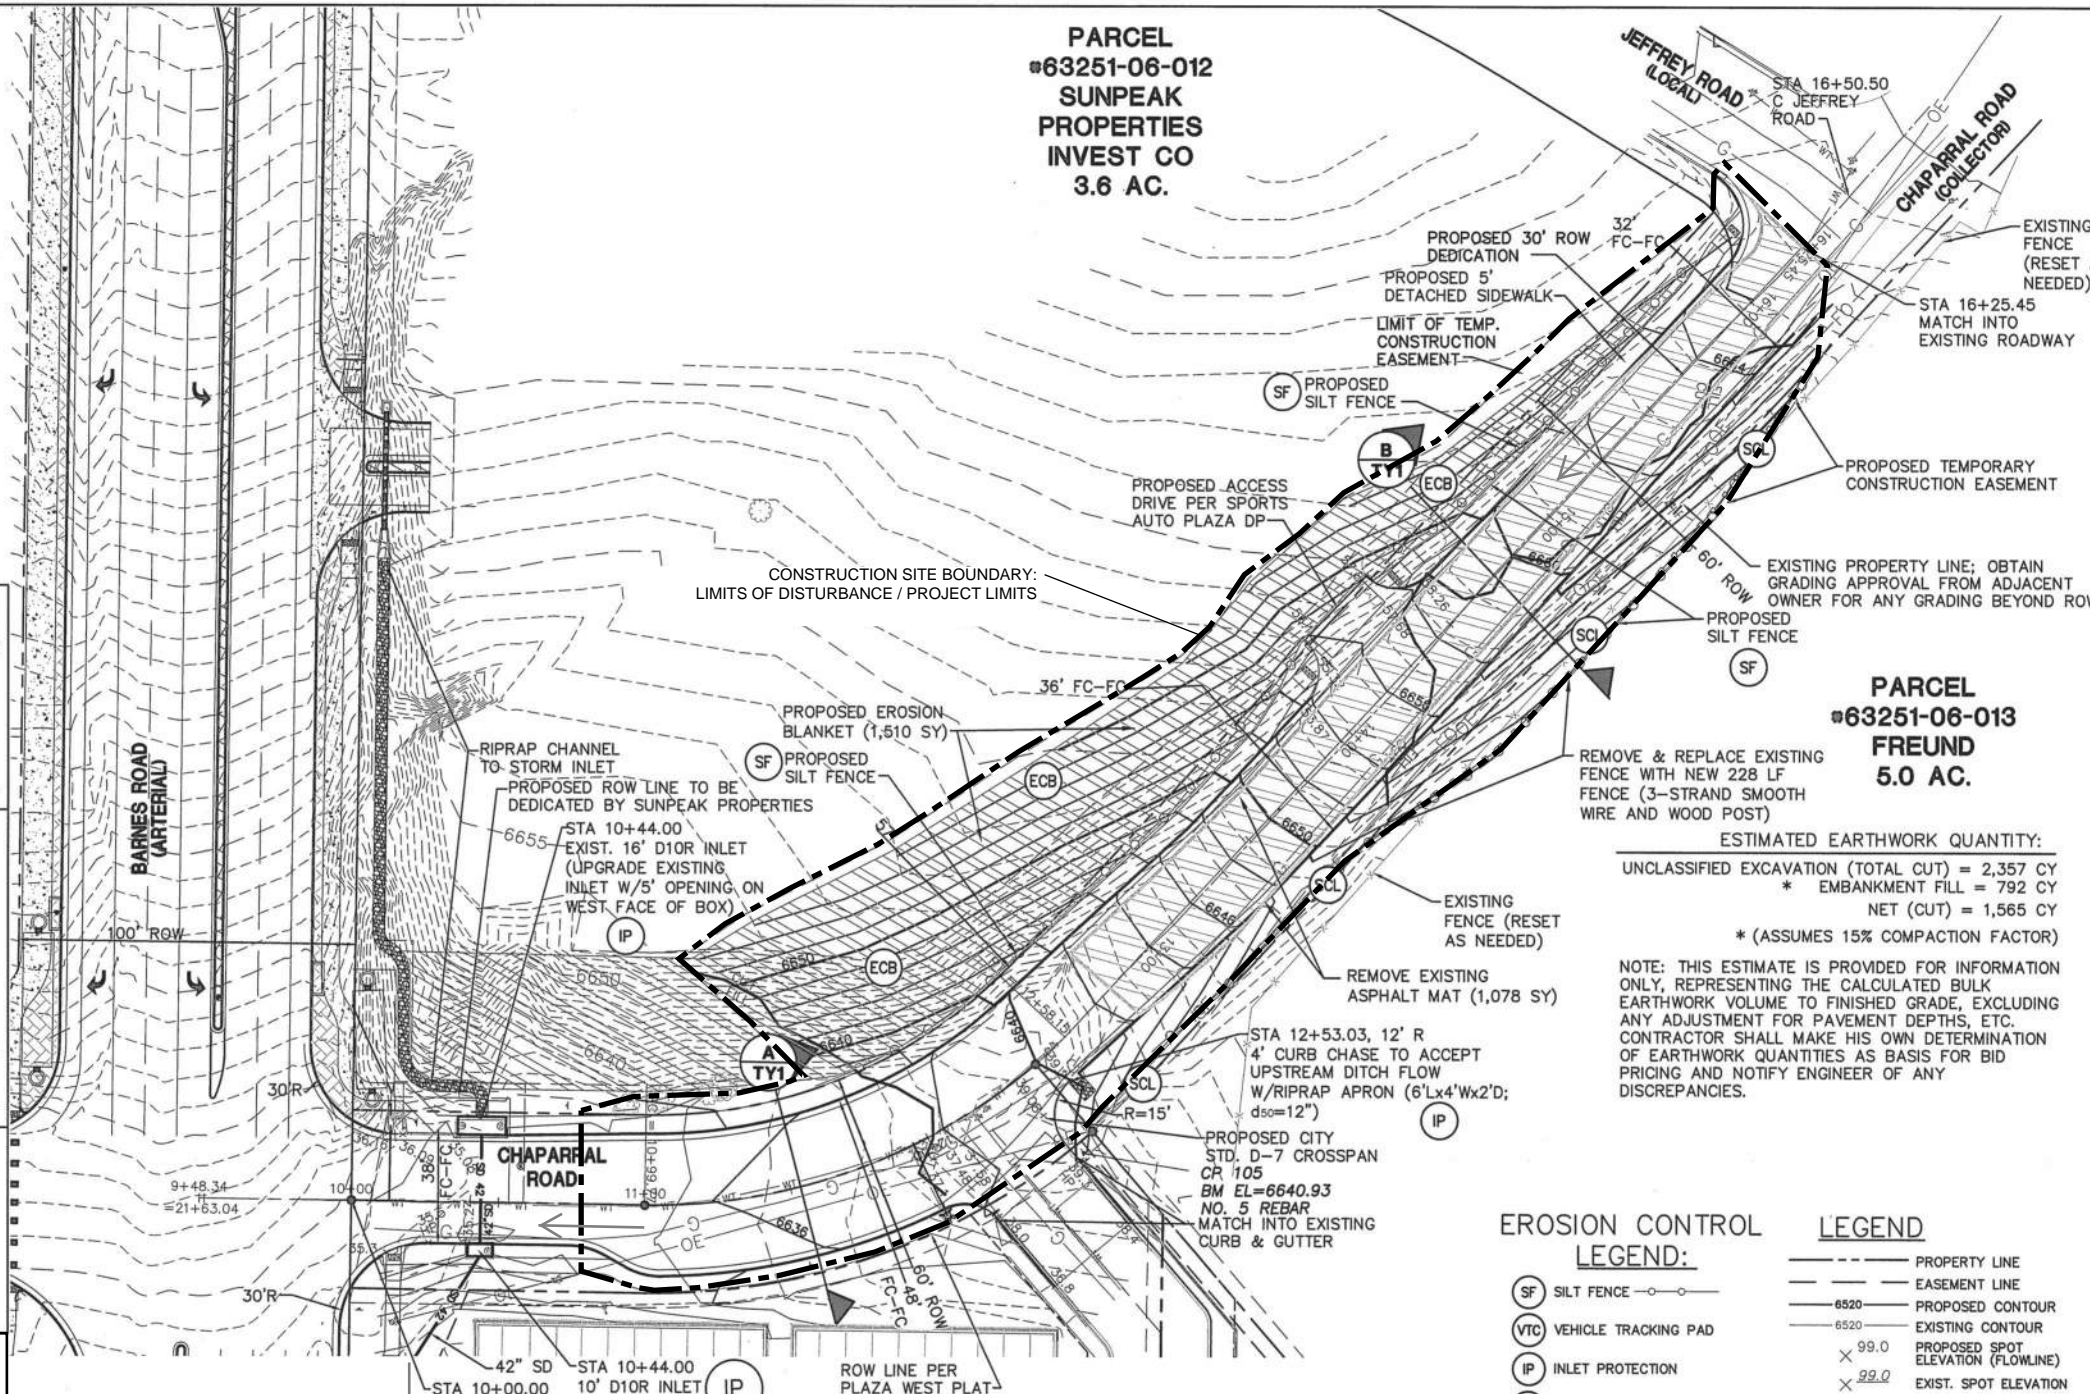 PARCEL
#63251-06-012
SUNPEAK
PROPERTIES
INVEST CO
3.6 AC.
JEFFREY ROAD
(LOCAL)
STA 16+50.50
C JEFFREY
ROAD
CHAPARRAL ROAD
(COLLECTOR)
EXISTING
FENCE
(RESET
NEEDED)
STA 16+25.45
MATCH INTO
EXISTING ROADWAY
PROPOSED 30' ROW
DEDICATION
32'
FC-FC
PROPOSED 5'
DETACHED SIDEWALK
LIMIT OF TEMP.
CONSTRUCTION
EASEMENT
SF
PROPOSED
SILT FENCE
B
TY1
ECB
SCL
PROPOSED TEMPORARY
CONSTRUCTION EASEMENT
PROPOSED ACCESS
DRIVE PER SPORTS
AUTO PLAZA DP
CONSTRUCTION SITE BOUNDARY:
LIMITS OF DISTURBANCE / PROJECT LIMITS
60' ROW
EXISTING PROPERTY LINE; OBTAIN
GRADING APPROVAL FROM ADJACENT
OWNER FOR ANY GRADING BEYOND ROW
PROPOSED
SILT FENCE
SF
SCL
36' FC-FC
PARCEL
#63251-06-013
FREUND
5.0 AC.
PROPOSED EROSION
BLANKET (1,510 SY)
SF
PROPOSED
SILT FENCE
ECB
RIPRAP CHANNEL
TO STORM INLET
PROPOSED ROW LINE TO BE
DEDICATED BY SUNPEAK PROPERTIES
BARNES ROAD
(ARTERIAL)
6655
STA 10+44.00
EXIST. 16' D10R INLET
(UPGRADE EXISTING
INLET W/5' OPENING ON
WEST FACE OF BOX)
IP
100' ROW
REMOVE & REPLACE EXISTING
FENCE WITH NEW 228 LF
FENCE (3-STRAND SMOOTH
WIRE AND WOOD POST)
ESTIMATED EARTHWORK QUANTITY:
UNCLASSIFIED EXCAVATION (TOTAL CUT) = 2,357 CY
* EMBANKMENT FILL = 792 CY
NET (CUT) = 1,565 CY
* (ASSUMES 15% COMPACTION FACTOR)
NOTE: THIS ESTIMATE IS PROVIDED FOR INFORMATION
ONLY, REPRESENTING THE CALCULATED BULK
EARTHWORK VOLUME TO FINISHED GRADE, EXCLUDING
ANY ADJUSTMENT FOR PAVEMENT DEPTHS, ETC.
CONTRACTOR SHALL MAKE HIS OWN DETERMINATION
OF EARTHWORK QUANTITIES AS BASIS FOR BID
PRICING AND NOTIFY ENGINEER OF ANY
DISCREPANCIES.
SCL
EXISTING
FENCE (RESET
AS NEEDED)
REMOVE EXISTING
ASPHALT MAT (1,078 SY)
6650
6646
13+00
14+00
6650
ECB
6650
6640
6640
6640
12+58.15
A
TY1
SCL
STA 12+53.03, 12' R
4' CURB CHASE TO ACCEPT
UPSTREAM DITCH FLOW
W/RIPRAP APRON (6'Lx4'Wx2'D;
d50=12")
IP
R=15'
PROPOSED CITY
STD. D-7 CROSSPAN
CP 105
BM EL=6640.93
NO. 5 REBAR
MATCH INTO EXISTING
CURB & GUTTER
30'R
CHAPARRAL
ROAD
38' FC-FC
9+48.34
=21+63.04
10+00
11+00
6636
30'R
60' ROW
48'
FC-FC
42" SD
STA 10+00.00
STA 10+44.00
10' D10R INLET
IP
ROW LINE PER
PLAZA WEST PLAT
EROSION CONTROL
LEGEND:
SF SILT FENCE
VTC VEHICLE TRACKING PAD
IP INLET PROTECTION
LEGEND
PROPERTY LINE
EASEMENT LINE
6520 PROPOSED CONTOUR
6520 EXISTING CONTOUR
99.0 PROPOSED SPOT
ELEVATION (FLOWLINE)
99.0 EXIST. SPOT ELEVATION